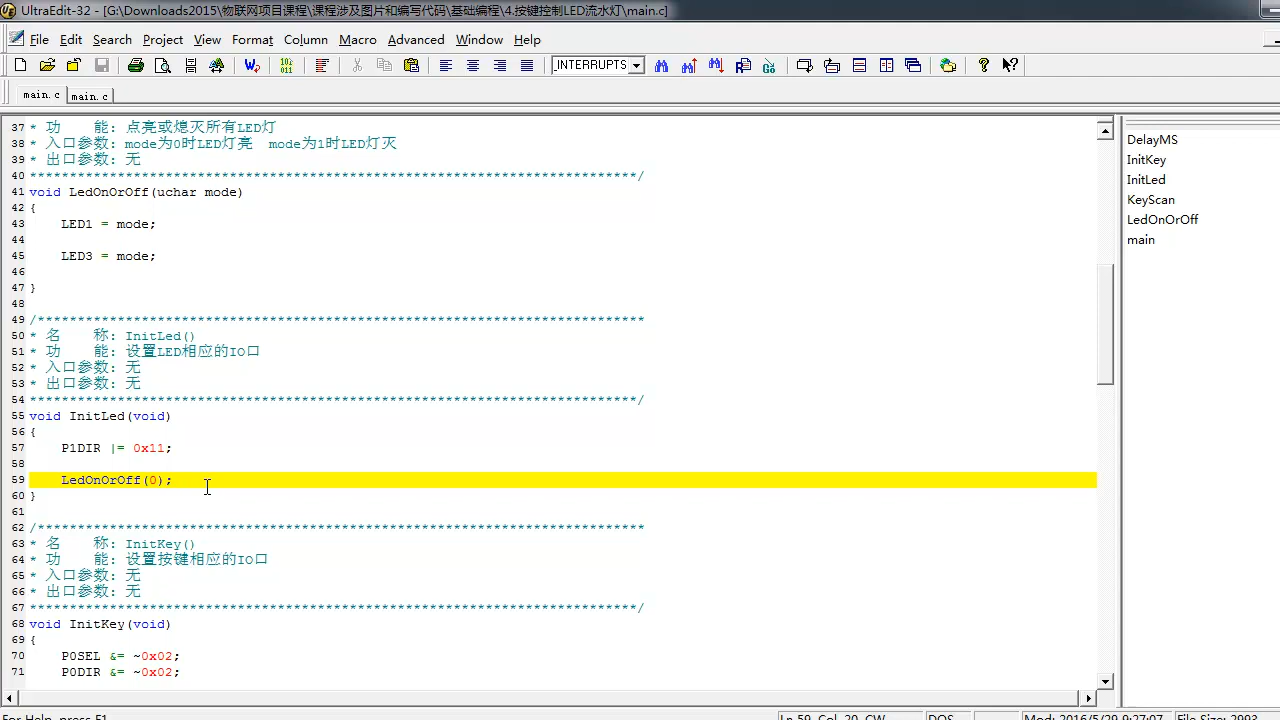 UltraEdit-32 - [G:\Downloads2015\物联网项目课程\课程涉及图片和编写代码\基础编程\4.按键控制LED流水灯\main.c]
File Edit Search Project View Format Column Macro Advanced Window Help
_INTERRUPTS
main.c main.c
37 * 功 能: 点亮或熄灭所有LED灯
38 * 入口参数: mode为0时LED灯亮 mode为1时LED灯灭
39 * 出口参数: 无
40 ****************************************************************************/
41 void LedOnOrOff(uchar mode)
42 {
43 LED1 = mode;
44
45 LED3 = mode;
46
47 }
48
49 /****************************************************************************
50 * 名 称: InitLed()
51 * 功 能: 设置LED相应的IO口
52 * 入口参数: 无
53 * 出口参数: 无
54 ****************************************************************************/
55 void InitLed(void)
56 {
57 P1DIR |= 0x11;
58
59 LedOnOrOff(0);
60 }
61
62 /****************************************************************************
63 * 名 称: InitKey()
64 * 功 能: 设置按键相应的IO口
65 * 入口参数: 无
66 * 出口参数: 无
67 ****************************************************************************/
68 void InitKey(void)
69 {
70 P0SEL &= ~0x02;
71 P0DIR &= ~0x02;
DelayMS
InitKey
InitLed
KeyScan
LedOnOrOff
main
For Help, press F1 Ln 59, Col. 20, CW DOS Mod: 2016/5/29 9:27:07 File Size: 2993